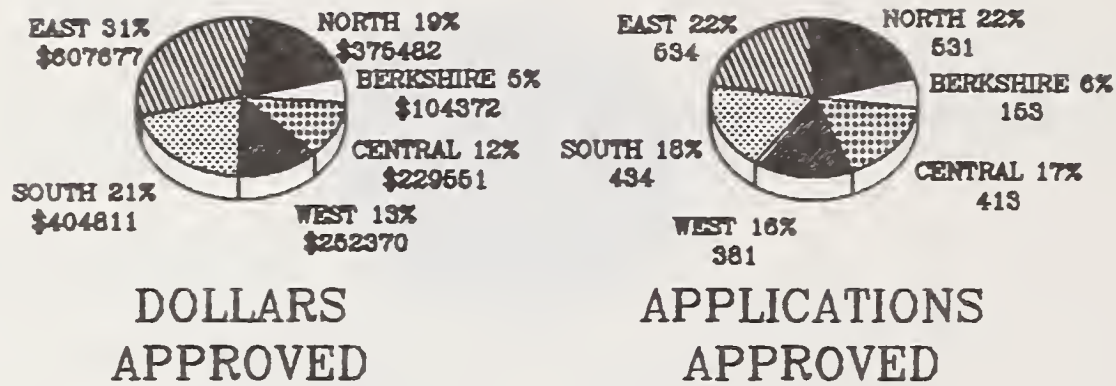 EAST 31%
$607677
NORTH 19%
$375482
BERKSHIRE 5%
$104372
CENTRAL 12%
$229551
WEST 13%
$252370
SOUTH 21%
$404811
DOLLARS
APPROVED
EAST 22%
534
NORTH 22%
531
BERKSHIRE 6%
153
CENTRAL 17%
413
WEST 16%
381
SOUTH 18%
434
APPLICATIONS
APPROVED